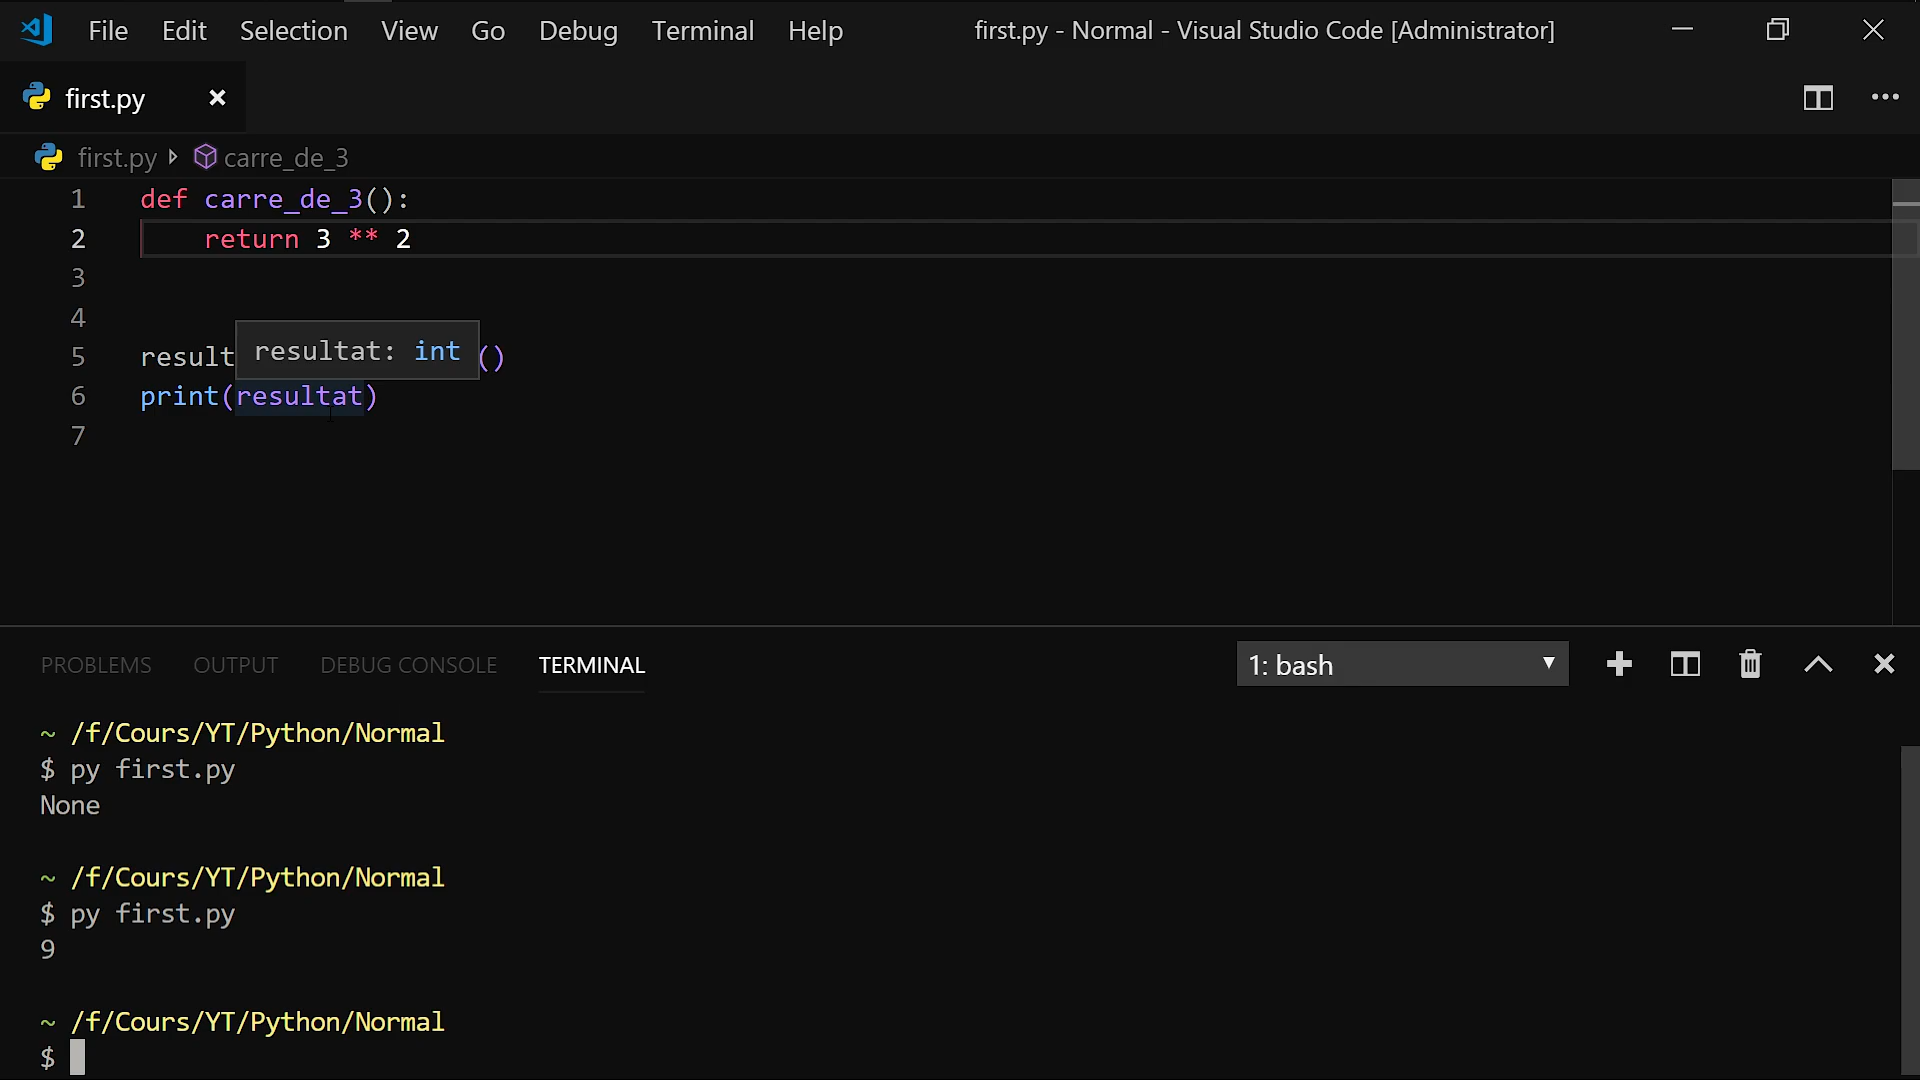 File Edit Selection View Go Debug Terminal Help first.py - Normal - Visual Studio Code [Administrator]
first.py
first.py carre_de_3
1 def carre_de_3():
2 return 3 ** 2
3
4
5 result resultat: int ()
6 print(resultat)
7
PROBLEMS OUTPUT DEBUG CONSOLE TERMINAL 1: bash
~ /f/Cours/YT/Python/Normal
$ py first.py
None
~ /f/Cours/YT/Python/Normal
$ py first.py
9
~ /f/Cours/YT/Python/Normal
$